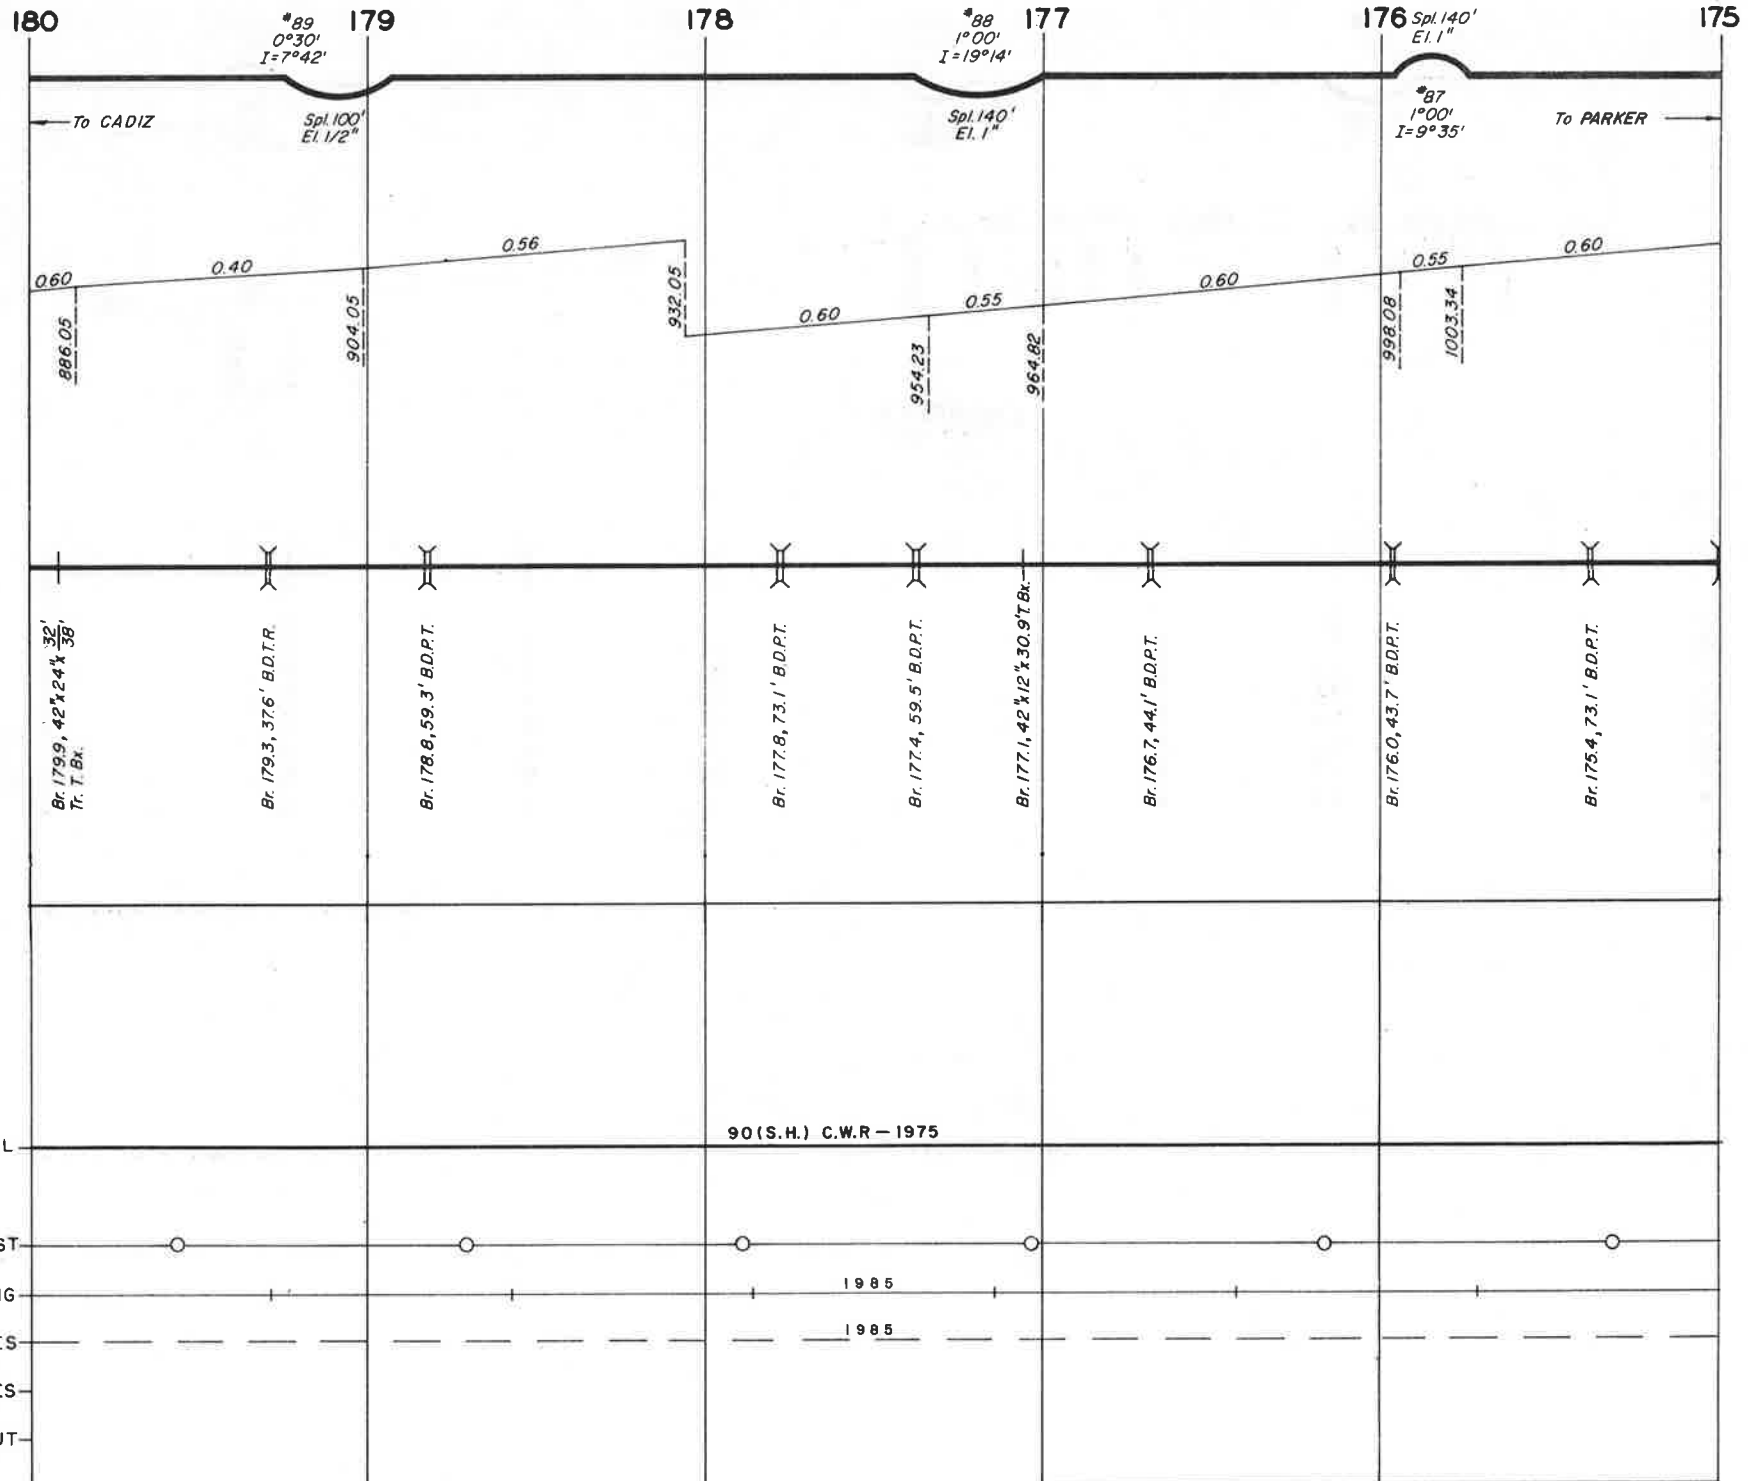 180
#89
0°30'
I=7°42'
179
178
#88
1°00'
I=19°14'
177
176
Spl. 140'
El. 1"
175
To CADIZ
Spl. 100'
El. 1/2"
Spl. 140'
El. 1"
#87
1°00'
I=9°35'
To PARKER
0.60
0.40
0.56
0.60
0.55
0.60
0.55
0.60
886.05
904.05
932.05
954.23
964.82
998.08
1003.34
Br. 179.9, 42"x24"x 32'/38'
Tr. T. Bx.
Br. 179.3, 37.6' B.D.T.R.
Br. 178.8, 59.3' B.D.P.T.
Br. 177.8, 73.1' B.D.P.T.
Br. 177.4, 59.5' B.D.P.T.
Br. 177.1, 42"x12"x30.9' T. Bx.
Br. 176.7, 44.1' B.D.P.T.
Br. 176.0, 43.7' B.D.P.T.
Br. 175.4, 73.1' B.D.P.T.
L
90(S.H.) C.W.R-1975
ST
IG
1985
ES
1985
ES
UT